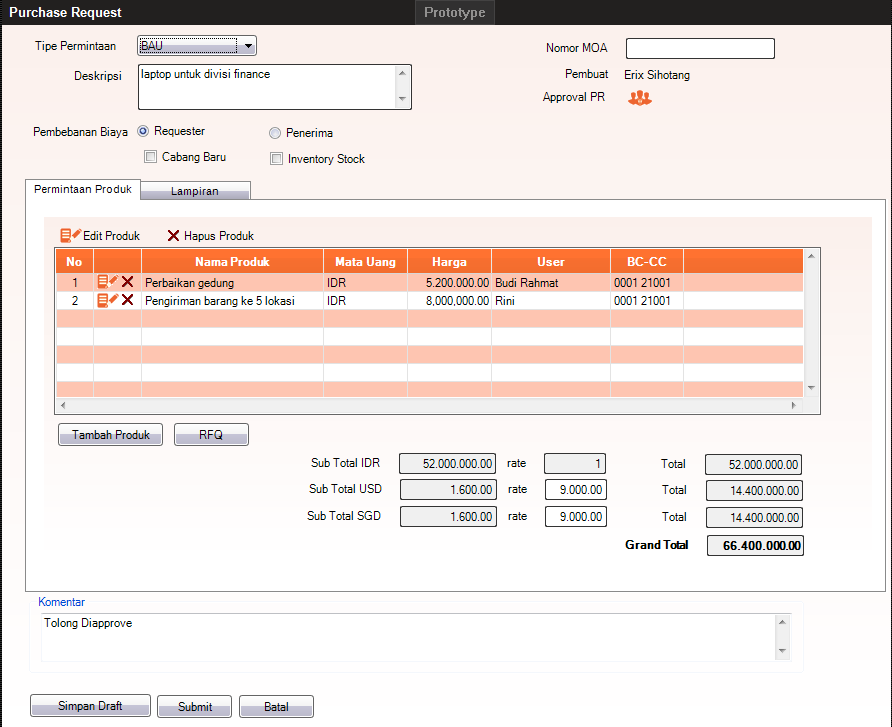 Purchase Request
Prototype
Tipe Permintaan BAU
Nomor MOA
Deskripsi laptop untuk divisi finance
Pembuat Erix Sihotang
Approval PR
Pembebanan Biaya Requester Penerima
Cabang Baru Inventory Stock
Permintaan Produk Lampiran
Edit Produk Hapus Produk
No Nama Produk Mata Uang Harga User BC-CC
1 Perbaikan gedung IDR 5.200.000.00 Budi Rahmat 0001 21001
2 Pengiriman barang ke 5 lokasi IDR 8,000,000.00 Rini 0001 21001
Tambah Produk RFQ
Sub Total IDR 52.000.000.00 rate 1 Total 52.000.000.00
Sub Total USD 1.600.00 rate 9.000.00 Total 14.400.000.00
Sub Total SGD 1.600.00 rate 9.000.00 Total 14.400.000.00
Grand Total 66.400.000.00
Komentar
Tolong Diapprove
Simpan Draft Submit Batal